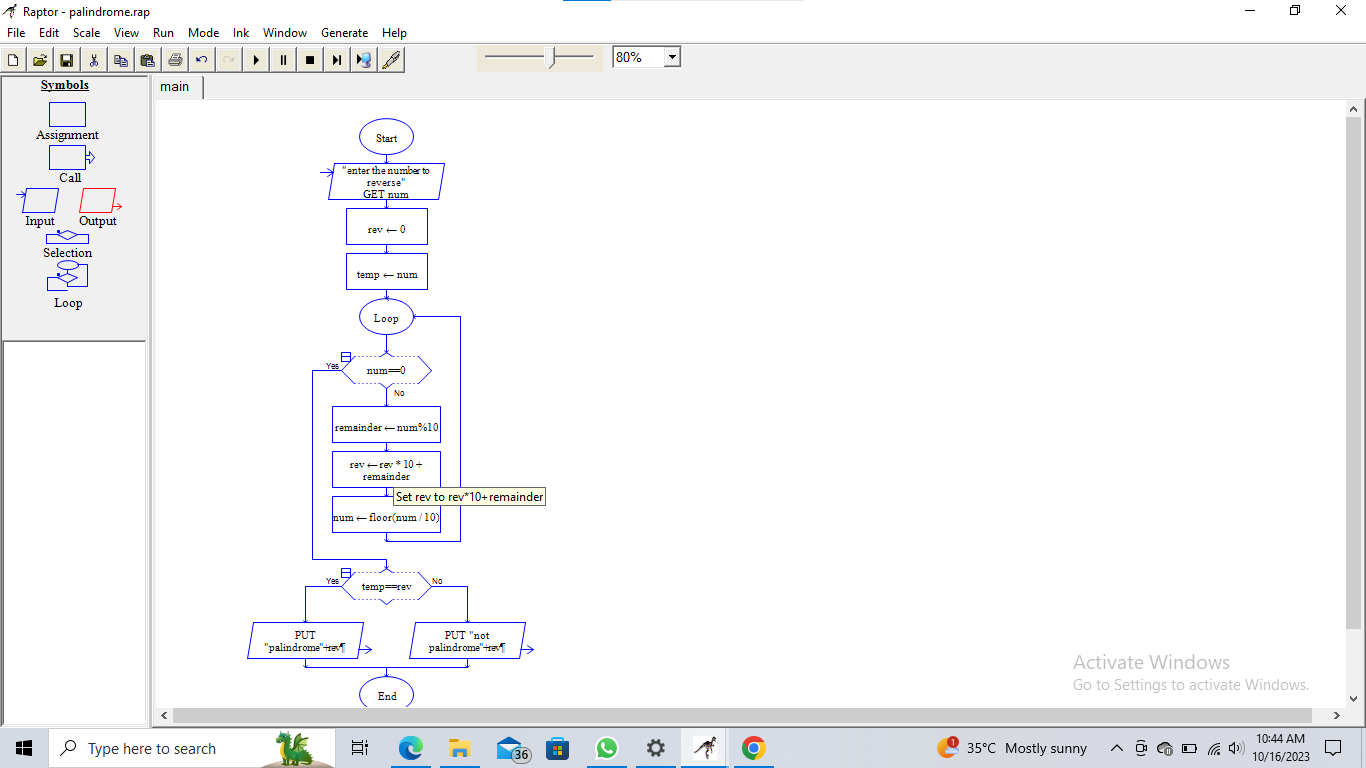 Raptor - palindrome.rap
File Edit Scale View Run Mode Ink Window Generate Help
80%
Symbols
Assignment
Call
Input Output
Selection
Loop
main
Start
"enter the number to
reverse"
GET num
rev ← 0
temp ← num
Loop
Yes
num==0
No
remainder ← num%10
rev ← rev * 10 +
remainder
Set rev to rev*10+remainder
num ← floor(num / 10)
Yes
temp==rev
No
PUT
"palindrome"+rev¶
PUT "not
palindrome"+rev¶
End
Activate Windows
Go to Settings to activate Windows.
Type here to search
36
1
35°C Mostly sunny
10:44 AM
10/16/2023